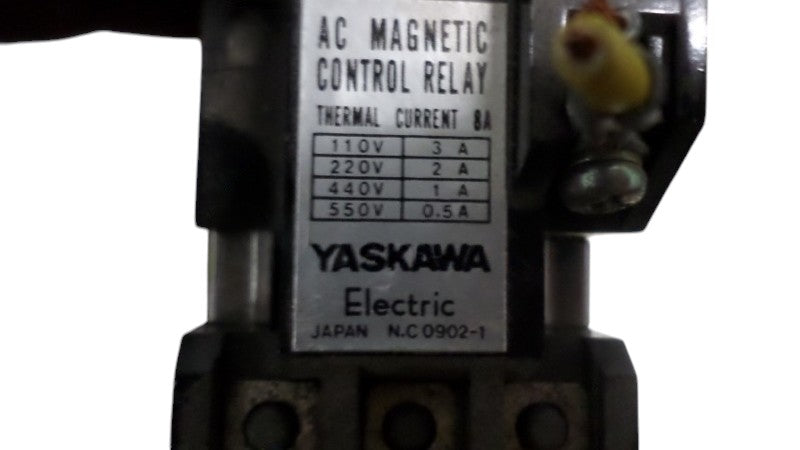 AC MAGNETIC
CONTROL RELAY
THERMAL CURRENT 8A
110V 3 A
220V 2 A
440V 1 A
550V 0.5A
YASKAWA
Electric
JAPAN N.C 0902-1